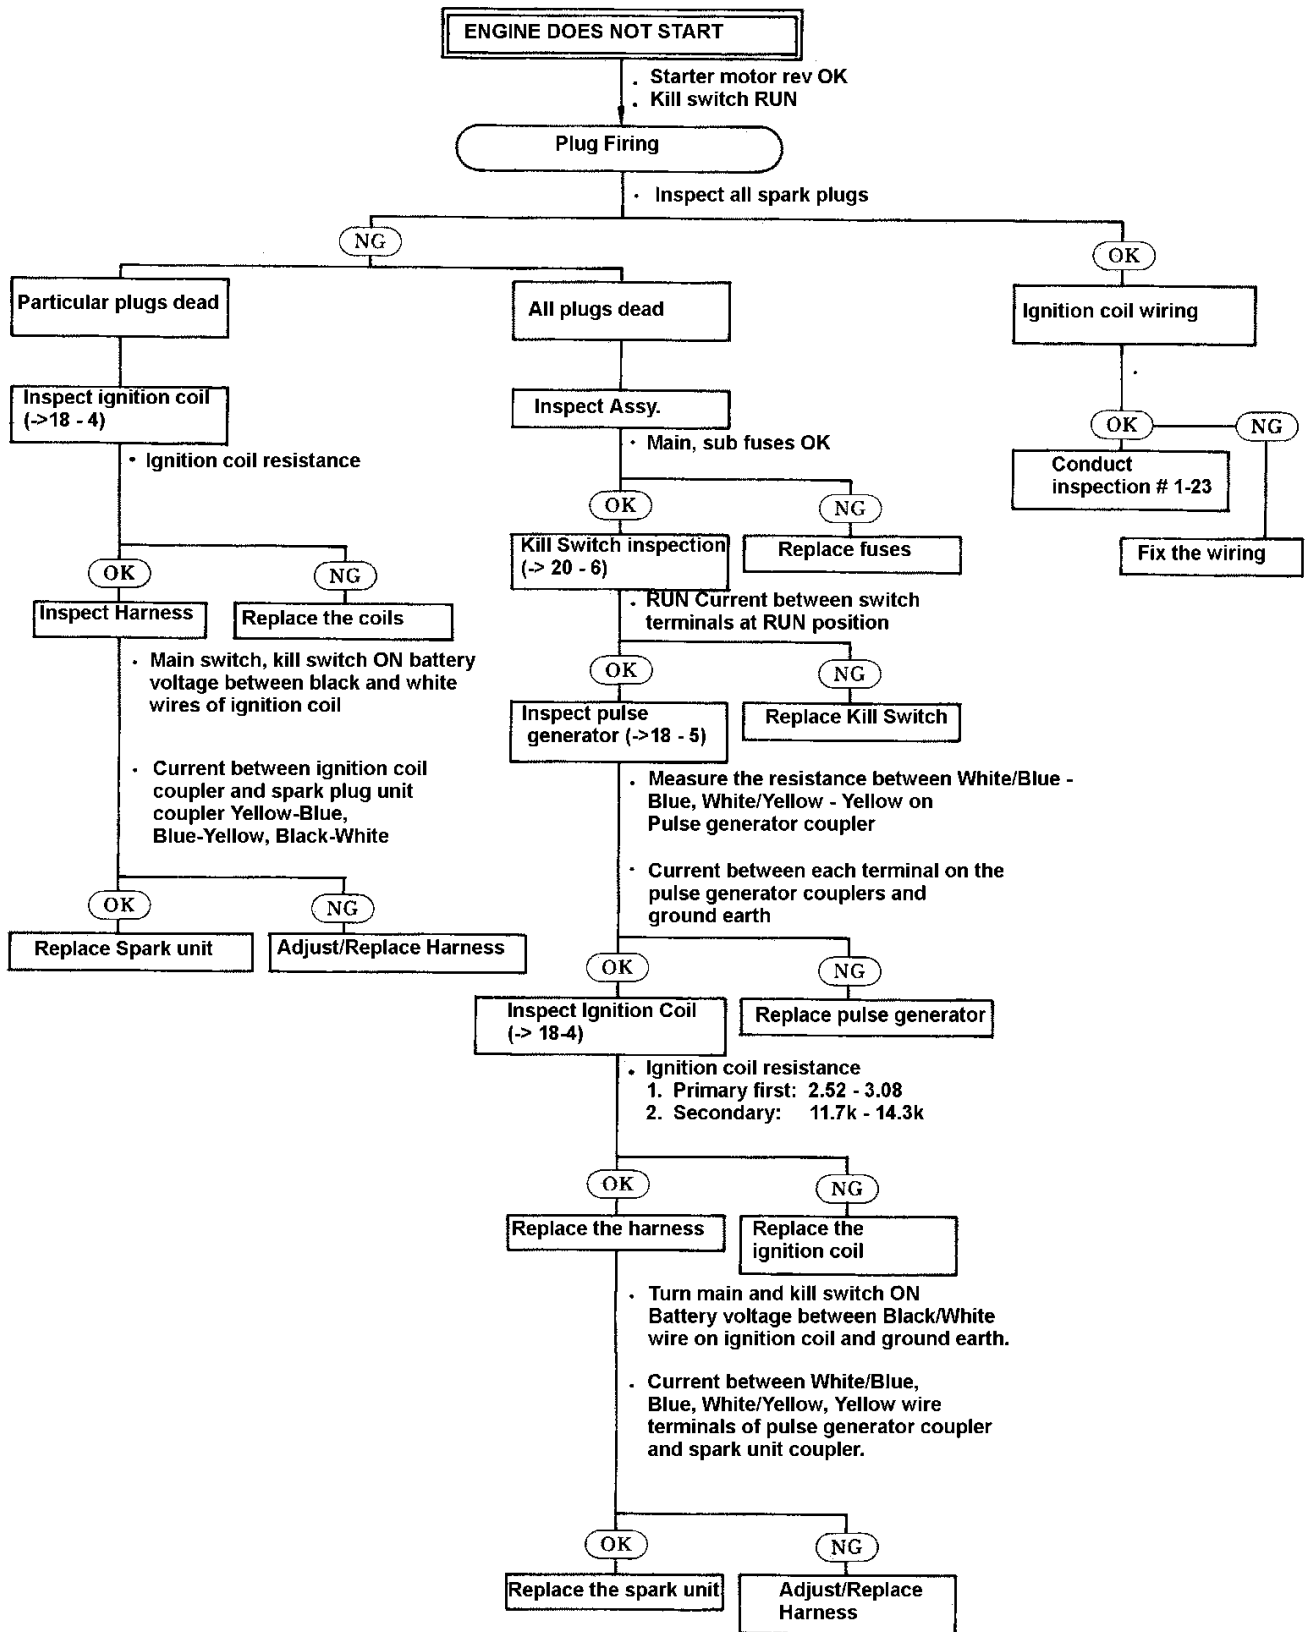 ENGINE DOES NOT START
. Starter motor rev OK
. Kill switch RUN
Plug Firing
· Inspect all spark plugs
NG
OK
Particular plugs dead
All plugs dead
Ignition coil wiring
Inspect ignition coil
(->18 - 4)
· Ignition coil resistance
OK
NG
Inspect Harness
Replace the coils
· Main switch, kill switch ON battery
voltage between black and white
wires of ignition coil
· Current between ignition coil
coupler and spark plug unit
coupler Yellow-Blue,
Blue-Yellow, Black-White
OK
NG
Replace Spark unit
Adjust/Replace Harness
Inspect Assy.
· Main, sub fuses OK
OK
NG
Kill Switch inspection
(-> 20 - 6)
Replace fuses
. RUN Current between switch
terminals at RUN position
OK
NG
Inspect pulse
generator (->18 - 5)
Replace Kill Switch
. Measure the resistance between White/Blue -
Blue, White/Yellow - Yellow on
Pulse generator coupler
· Current between each terminal on the
pulse generator couplers and
ground earth
OK
NG
Inspect Ignition Coil
(-> 18-4)
Replace pulse generator
. Ignition coil resistance
1. Primary first: 2.52 - 3.08
2. Secondary: 11.7k - 14.3k
OK
NG
Replace the harness
Replace the
ignition coil
. Turn main and kill switch ON
Battery voltage between Black/White
wire on ignition coil and ground earth.
. Current between White/Blue,
Blue, White/Yellow, Yellow wire
terminals of pulse generator coupler
and spark unit coupler.
OK
NG
Replace the spark unit
Adjust/Replace
Harness
OK
NG
Conduct
inspection # 1-23
Fix the wiring